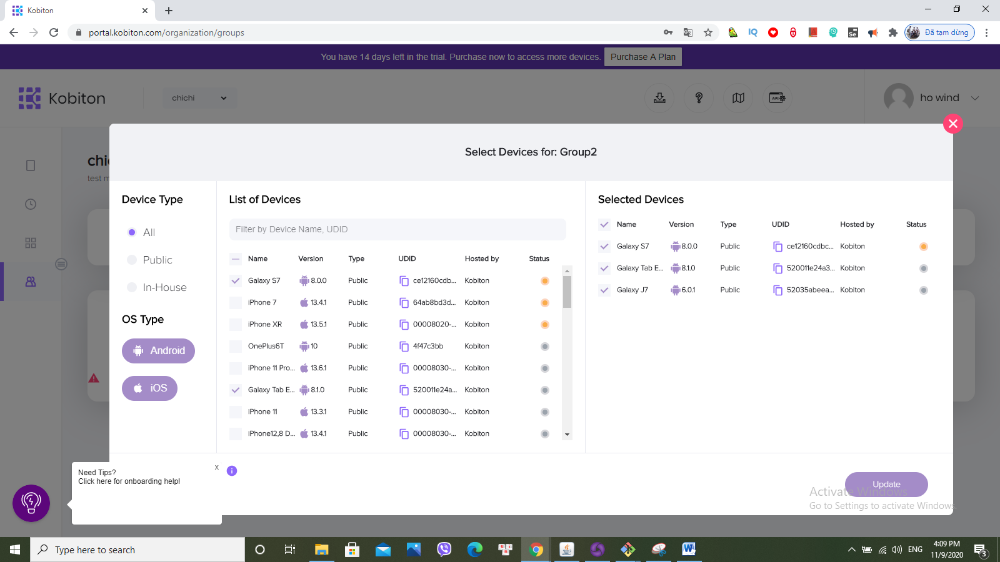 Kobiton
portal.kobiton.com/organization/groups
Đã tạm dừng
You have 14 days left in the trial. Purchase now to access more devices. Purchase A Plan
Kobiton
chichi
API
ho wind
test m
Select Devices for: Group2
Device Type
All
Public
In-House
OS Type
Android
iOS
List of Devices
Filter by Device Name, UDID
Name Version Type UDID Hosted by Status
Galaxy S7 8.0.0 Public ce12160cdb... Kobiton
iPhone 7 13.4.1 Public 64ab8bd3d... Kobiton
iPhone XR 13.5.1 Public 00008020-... Kobiton
OnePlus6T 10 Public 4f47c3bb Kobiton
iPhone 11 Pro... 13.6.1 Public 00008030-... Kobiton
Galaxy Tab E... 8.1.0 Public 520011e24a... Kobiton
iPhone 11 13.3.1 Public 00008030-... Kobiton
iPhone12,8 D... 13.4.1 Public 00008030-... Kobiton
Selected Devices
Name Version Type UDID Hosted by Status
Galaxy S7 8.0.0 Public ce12160cdbc... Kobiton
Galaxy Tab E... 8.1.0 Public 520011e24a3... Kobiton
Galaxy J7 6.0.1 Public 52035abeea... Kobiton
Need Tips? x
Click here for onboarding help!
Update
Activate Windows
Go to Settings to activate Windows.
Type here to search
ENG
4:09 PM
11/9/2020
3